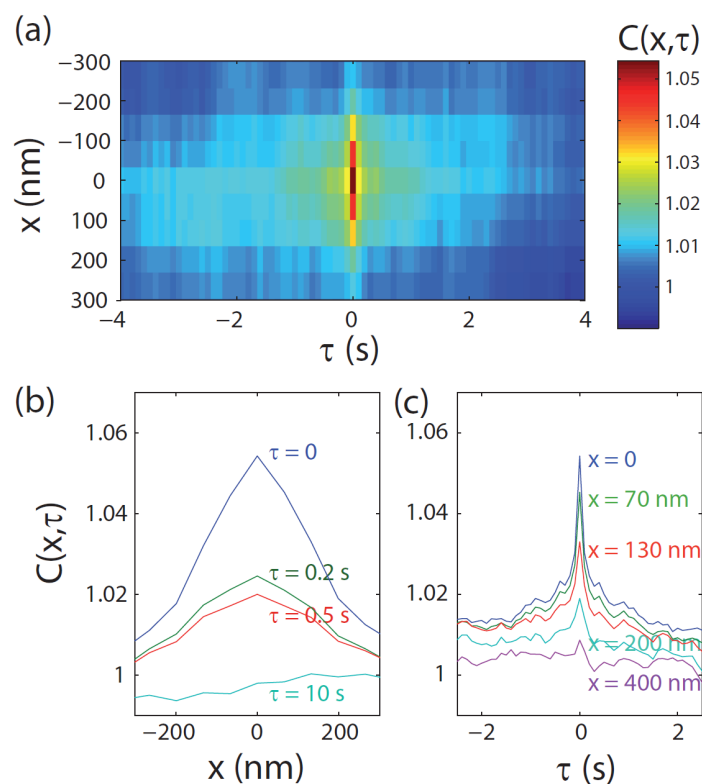 (a)
C(x,τ)
−300
−200
−100
0
100
200
300
x (nm)
−4
−2
0
2
4
τ (s)
1.05
1.04
1.03
1.02
1.01
1
(b)
1.06
1.04
1.02
1
C(x,τ)
τ = 0
τ = 0.2 s
τ = 0.5 s
τ = 10 s
−200
0
200
x (nm)
(c)
1.06
1.04
1.02
1
x = 0
x = 70 nm
x = 130 nm
x = 200 nm
x = 400 nm
−2
0
2
τ (s)